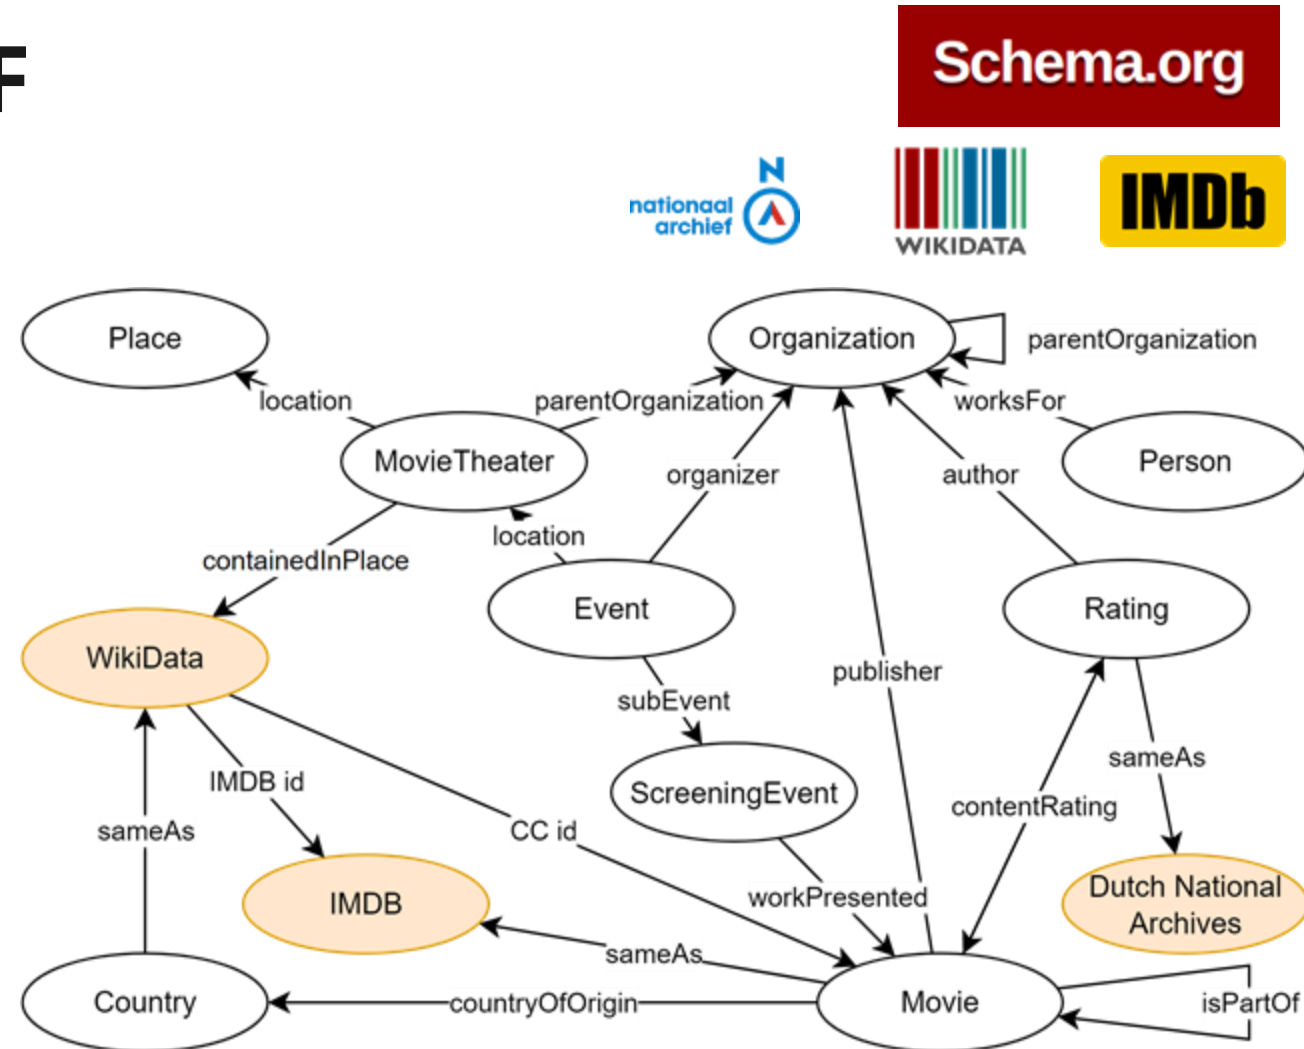 F
Schema.org
N
nationaal
archief
WIKIDATA
IMDb
Place
Organization
parentOrganization
location
parentOrganization
worksFor
MovieTheater
organizer
author
Person
location
containedInPlace
Event
Rating
WikiData
publisher
subEvent
sameAs
IMDB id
ScreeningEvent
contentRating
sameAs
CC id
workPresented
IMDB
Dutch National
Archives
sameAs
Country
countryOfOrigin
Movie
isPartOf